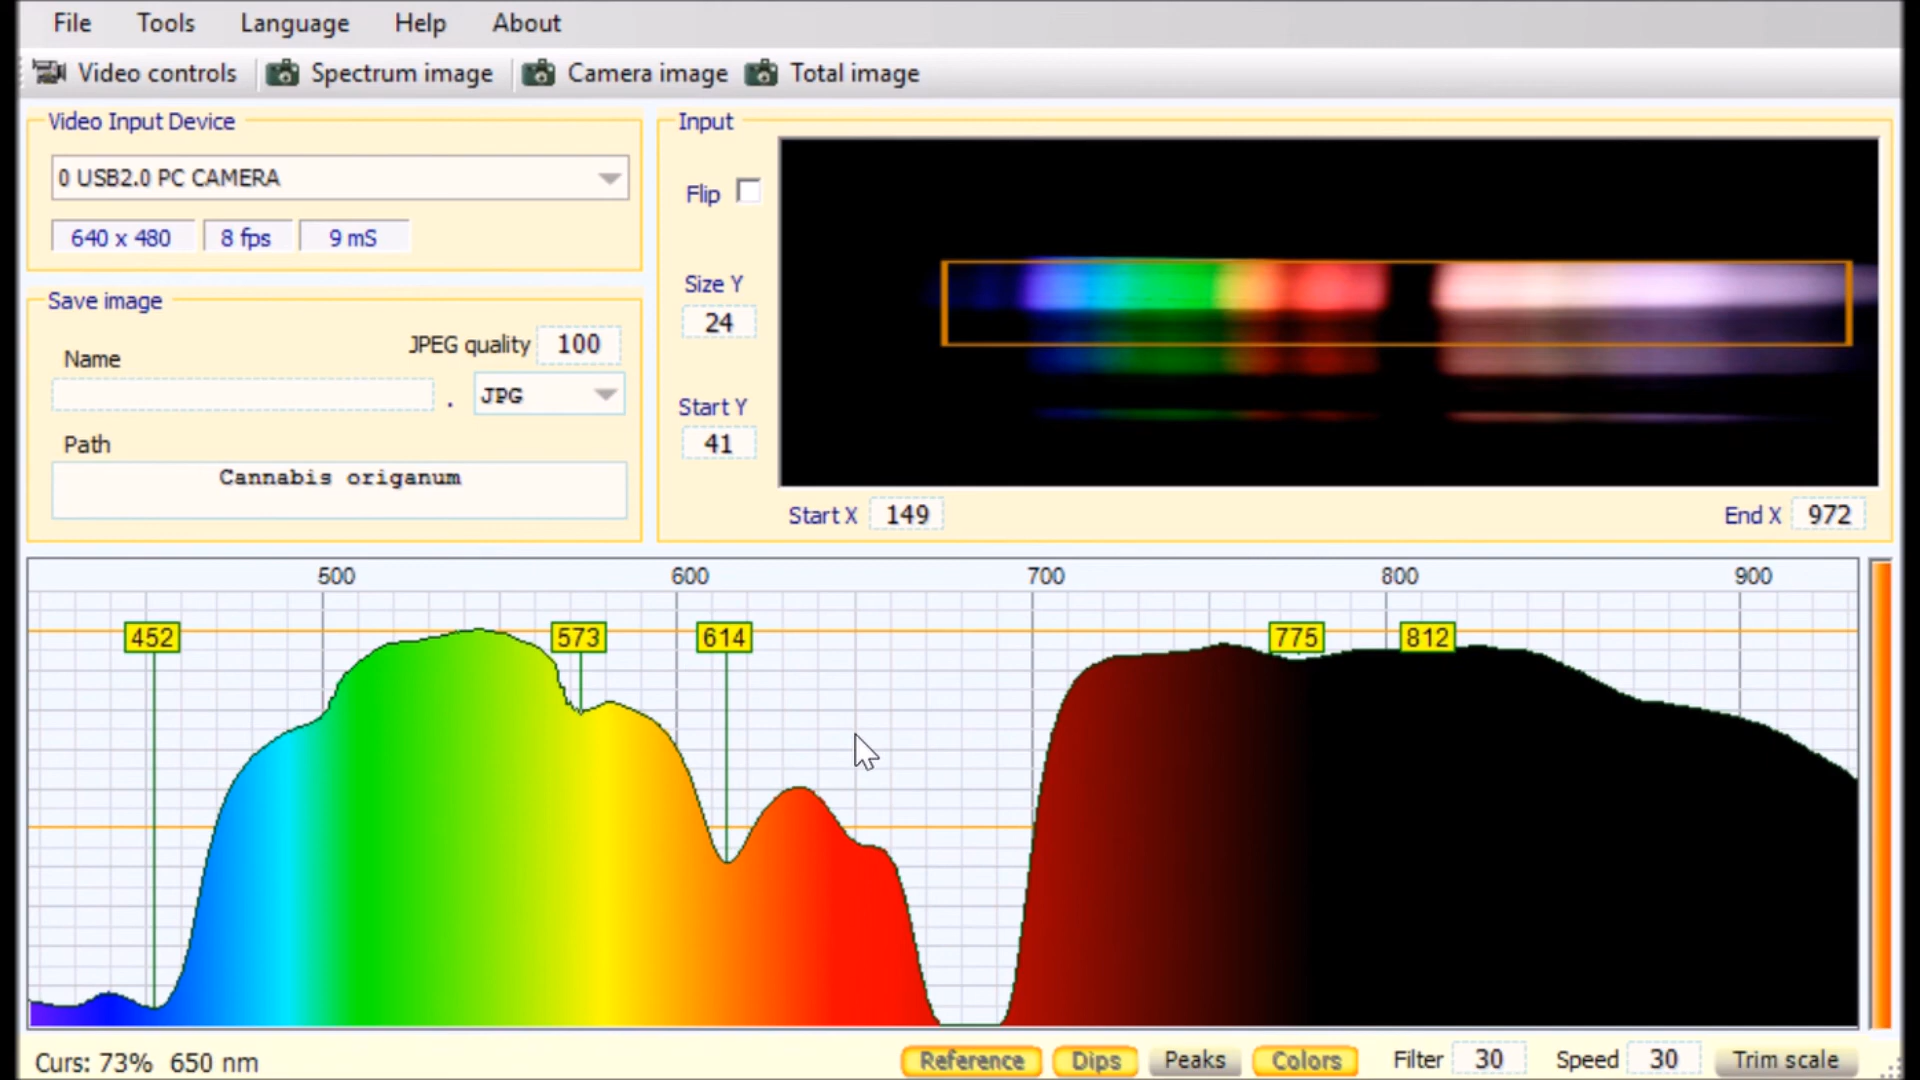 File Tools Language Help About
Video controls Spectrum image Camera image Total image
Video Input Device
0 USB2.0 PC CAMERA
640 x 480 8 fps 9 mS
Save image
JPEG quality 100
Name
. JPG
Path
Cannabis origanum
Input
Flip
Size Y
24
Start Y
41
Start X 149
End X 972
500 600 700 800 900
452 573 614 775 812
Curs: 73% 650 nm Reference Dips Peaks Colors Filter 30 Speed 30 Trim scale